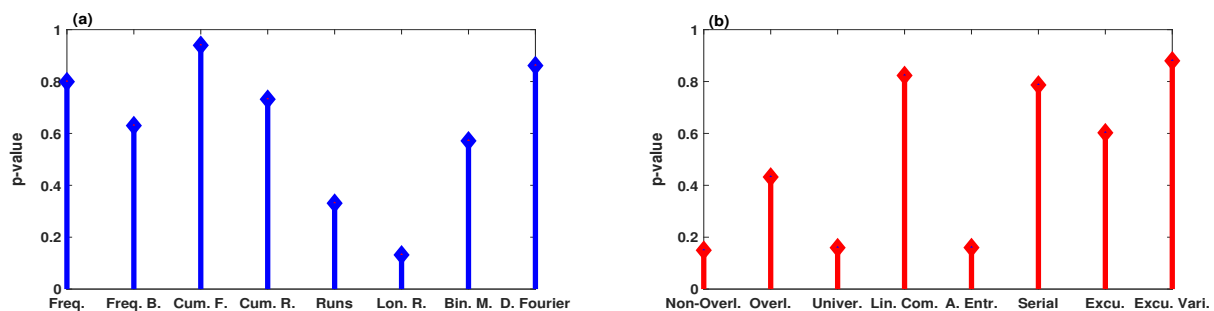 (a)
1
0.8
0.6
0.4
0.2
0
p-value
Freq. Freq. B. Cum. F. Cum. R. Runs Lon. R. Bin. M. D. Fourier
(b)
1
0.8
0.6
0.4
0.2
0
p-value
Non-Overl. Overl. Univer. Lin. Com. A. Entr. Serial Excu. Excu. Vari.